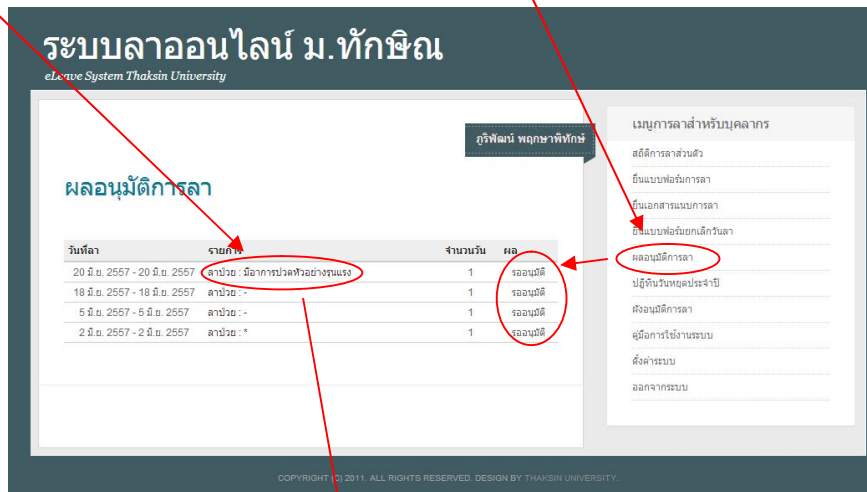 ระบบลาออนไลน์ ม.ทักษิณ
eLeave System Thaksin University
ภูริพัฒน์ พฤกษาพิทักษ์
ผลอนุมัติการลา
วันที่ลา รายการ จำนวนวัน ผล
20 มิ.ย. 2557 - 20 มิ.ย. 2557 ลาป่วย : มีอาการปวดหัวอย่างรุนแรง 1 รออนุมัติ
18 มิ.ย. 2557 - 18 มิ.ย. 2557 ลาป่วย : - 1 รออนุมัติ
5 มิ.ย. 2557 - 5 มิ.ย. 2557 ลาป่วย : - 1 รออนุมัติ
2 มิ.ย. 2557 - 2 มิ.ย. 2557 ลาป่วย : * 1 รออนุมัติ
เมนูการลาสำหรับบุคลากร
สถิติการลาส่วนตัว
ยื่นแบบฟอร์มการลา
ยื่นเอกสารแนบการลา
ยื่นแบบฟอร์มยกเลิกวันลา
ผลอนุมัติการลา
ปฏิทินวันหยุดประจำปี
ผังอนุมัติการลา
คู่มือการใช้งานระบบ
ตั้งค่าระบบ
ออกจากระบบ
COPYRIGHT (C) 2011. ALL RIGHTS RESERVED. DESIGN BY THAKSIN UNIVERSITY.